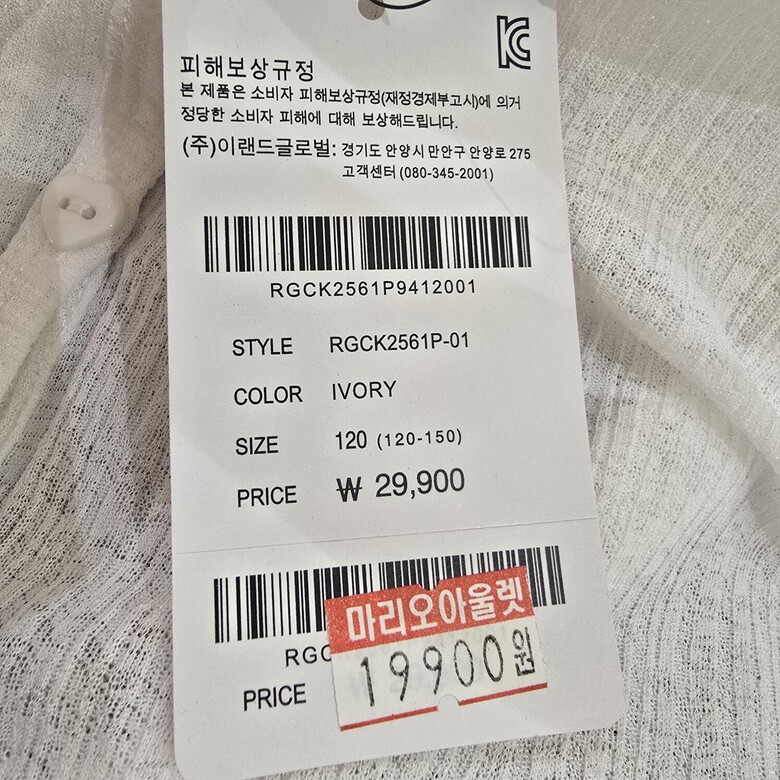 피해보상규정
본 제품은 소비자 피해보상규정(재정경제부고시)에 의거
정당한 소비자 피해에 대해 보상해드립니다.
(주)이랜드글로벌: 경기도 안양시 만안구 안양로 275
고객센터 (080-345-2001)
RGCK2561P9412001
STYLE RGCK2561P-01
COLOR IVORY
SIZE 120 (120-150)
PRICE ₩ 29,900
마리오아울렛
RGC
PRICE 19900원